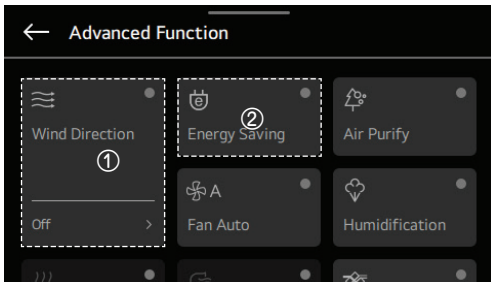 Advanced Function
Wind Direction
①
Off
②
Energy Saving
Air Purify
A
Fan Auto
Humidification